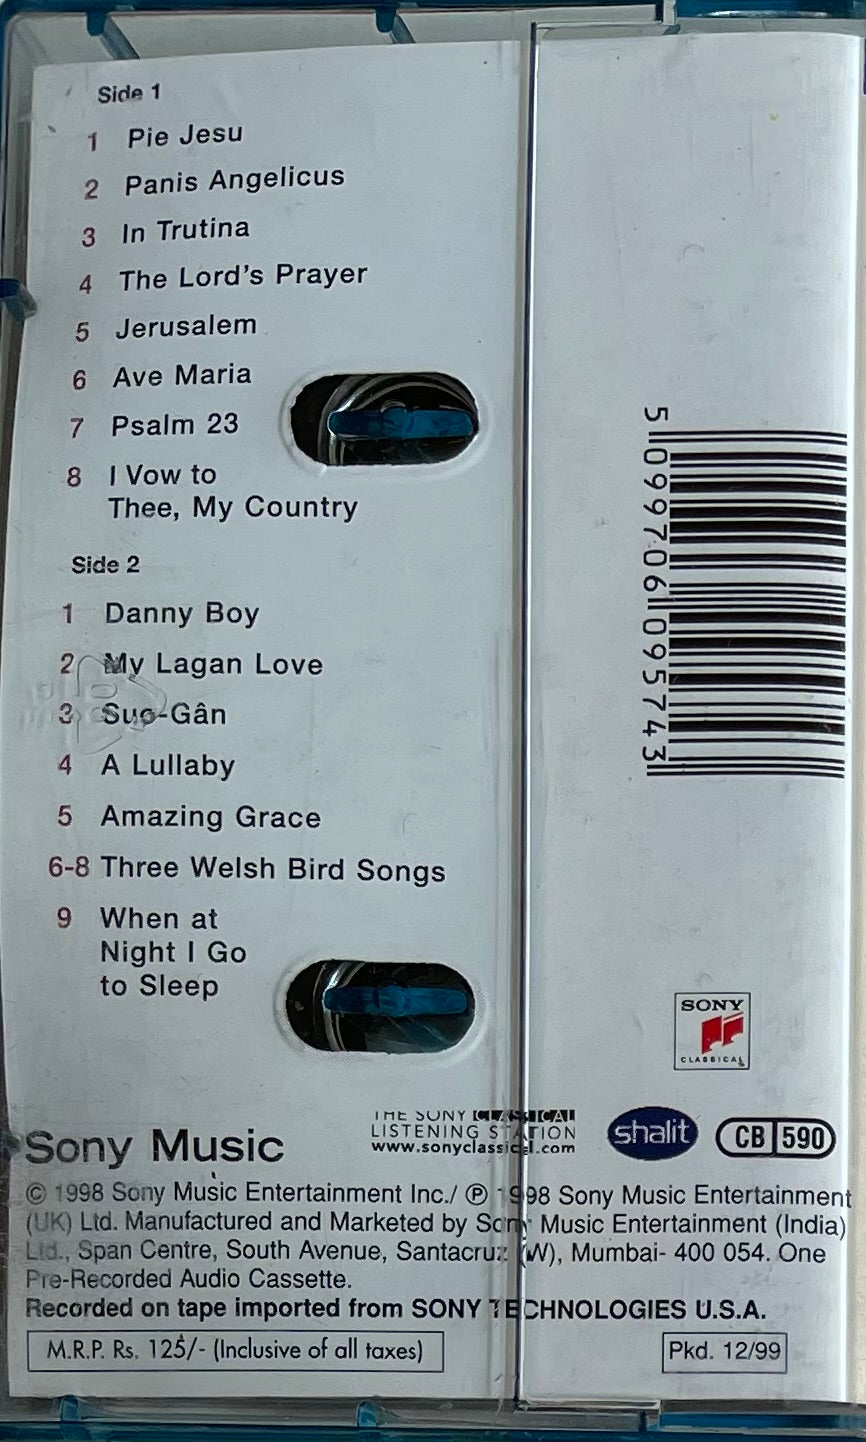 Side 1
1 Pie Jesu
2 Panis Angelicus
3 In Trutina
4 The Lord's Prayer
5 Jerusalem
6 Ave Maria
7 Psalm 23
8 I Vow to
Thee, My Country
Side 2
1 Danny Boy
2 My Lagan Love
3 Suo-Gân
4 A Lullaby
5 Amazing Grace
6-8 Three Welsh Bird Songs
9 When at
Night I Go
to Sleep
5 099706 095743
SONY
CLASSICAL
Sony Music
THE SONY CLASSICAL
LISTENING STATION
www.sonyclassical.com
shalit
CB 590
© 1998 Sony Music Entertainment Inc./ ℗ 1998 Sony Music Entertainment
(UK) Ltd. Manufactured and Marketed by Sony Music Entertainment (India)
Ltd., Span Centre, South Avenue, Santacruz (W), Mumbai- 400 054. One
Pre-Recorded Audio Cassette.
Recorded on tape imported from SONY TECHNOLOGIES U.S.A.
M.R.P. Rs. 125/- (Inclusive of all taxes)
Pkd. 12/99